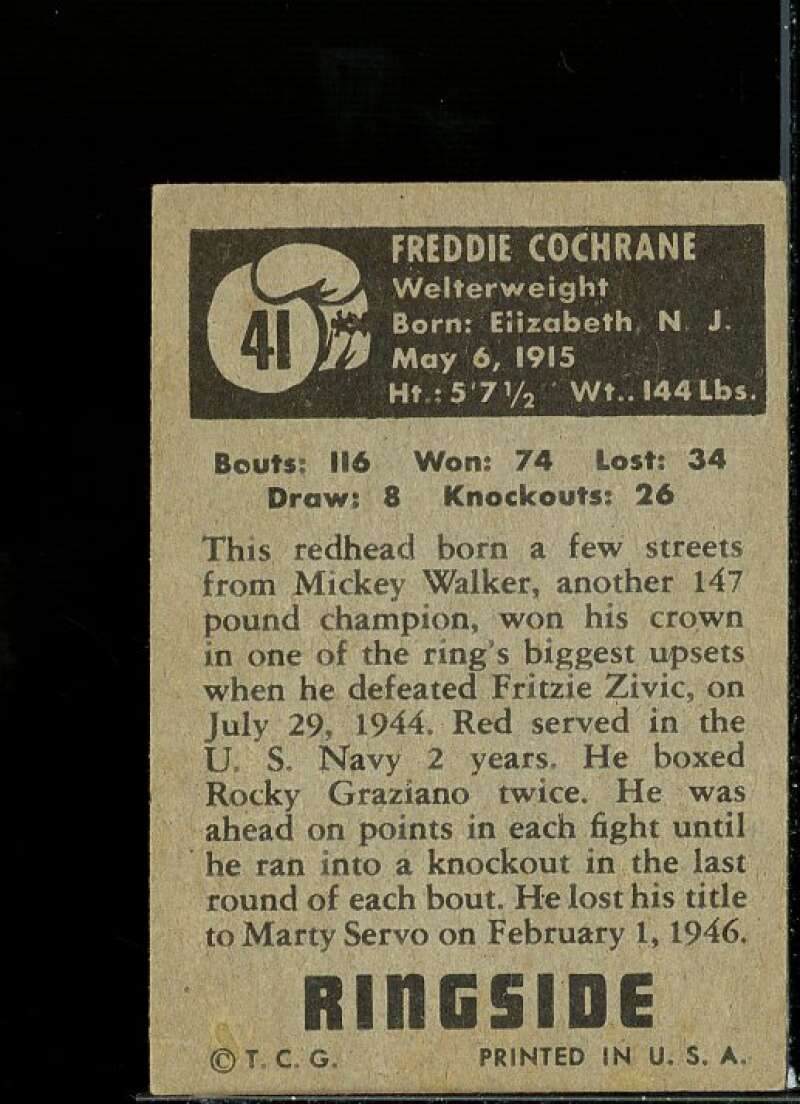 41
FREDDIE COCHRANE
Welterweight
Born: Elizabeth, N. J.
May 6, 1915
Ht.: 5'7½" Wt.. 144 Lbs.
Bouts: 116 Won: 74 Lost: 34
Draw: 8 Knockouts: 26
This redhead born a few streets
from Mickey Walker, another 147
pound champion, won his crown
in one of the ring's biggest upsets
when he defeated Fritzie Zivic, on
July 29, 1944. Red served in the
U. S. Navy 2 years. He boxed
Rocky Graziano twice. He was
ahead on points in each fight until
he ran into a knockout in the last
round of each bout. He lost his title
to Marty Servo on February 1, 1946.
RINGSIDE
© T. C. G. PRINTED IN U. S. A.